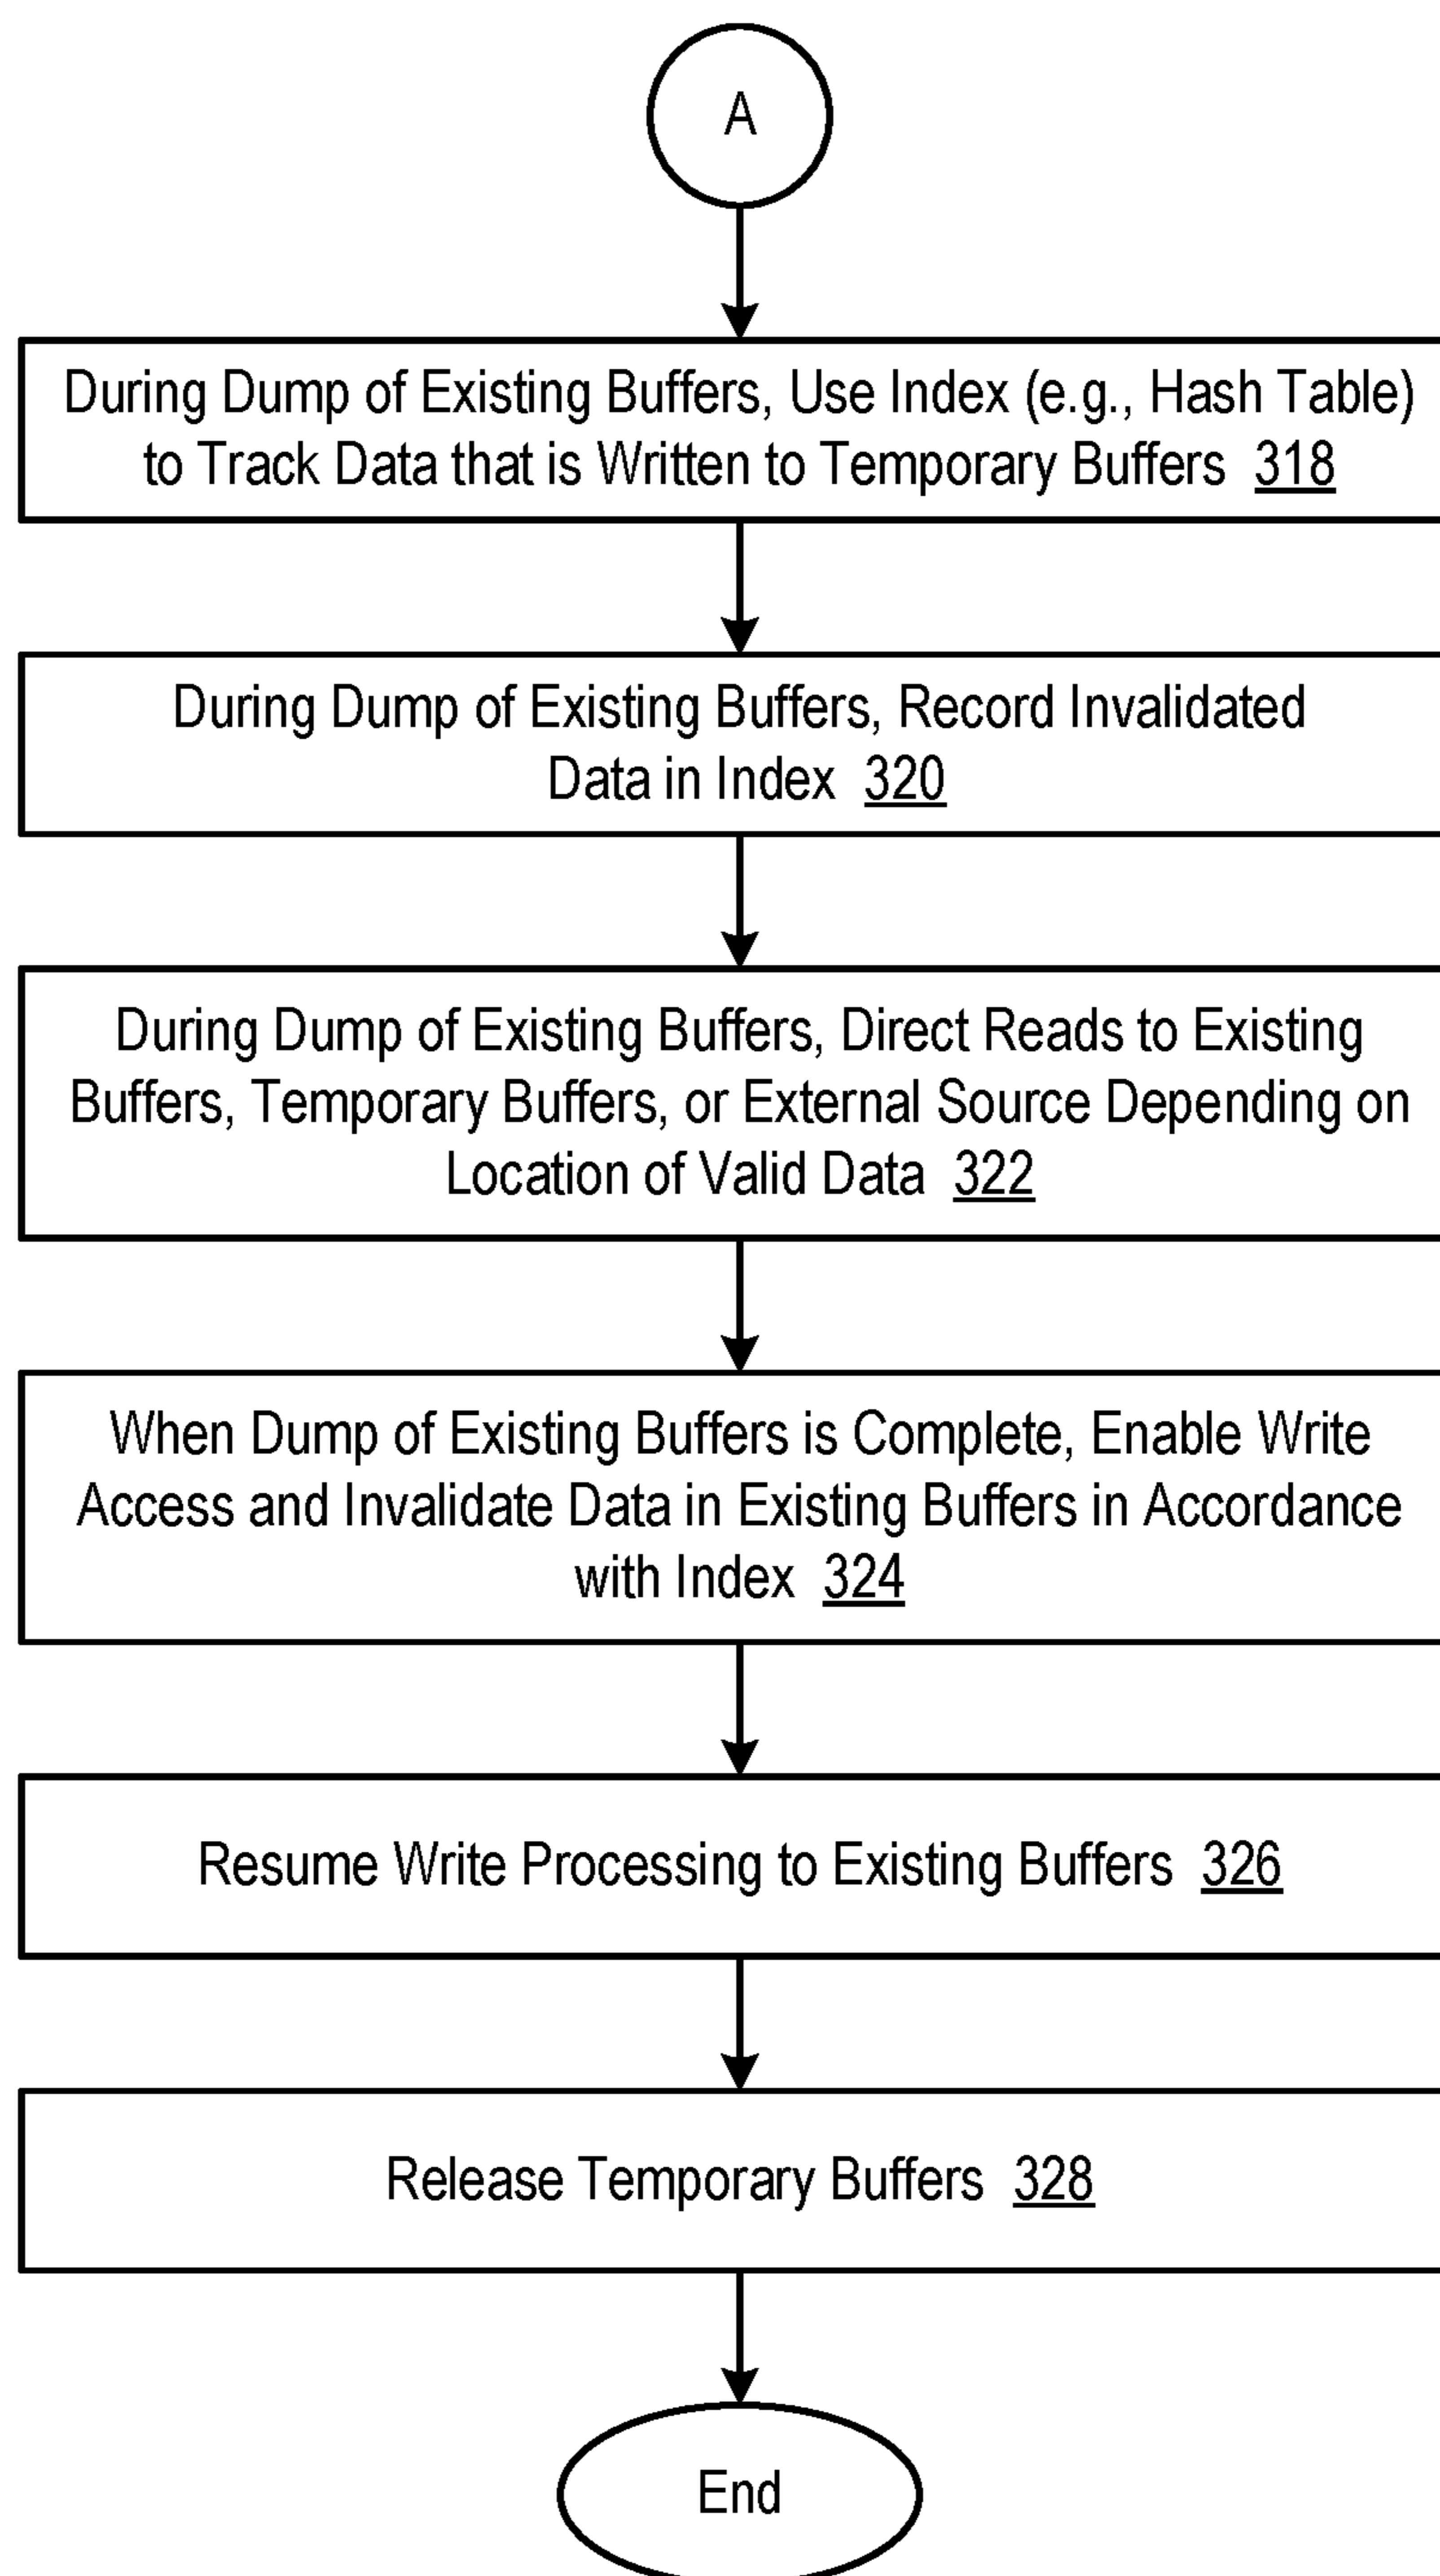 A
During Dump of Existing Buffers, Use Index (e.g., Hash Table)
to Track Data that is Written to Temporary Buffers 318
During Dump of Existing Buffers, Record Invalidated
Data in Index 320
During Dump of Existing Buffers, Direct Reads to Existing
Buffers, Temporary Buffers, or External Source Depending on
Location of Valid Data 322
When Dump of Existing Buffers is Complete, Enable Write
Access and Invalidate Data in Existing Buffers in Accordance
with Index 324
Resume Write Processing to Existing Buffers 326
Release Temporary Buffers 328
End